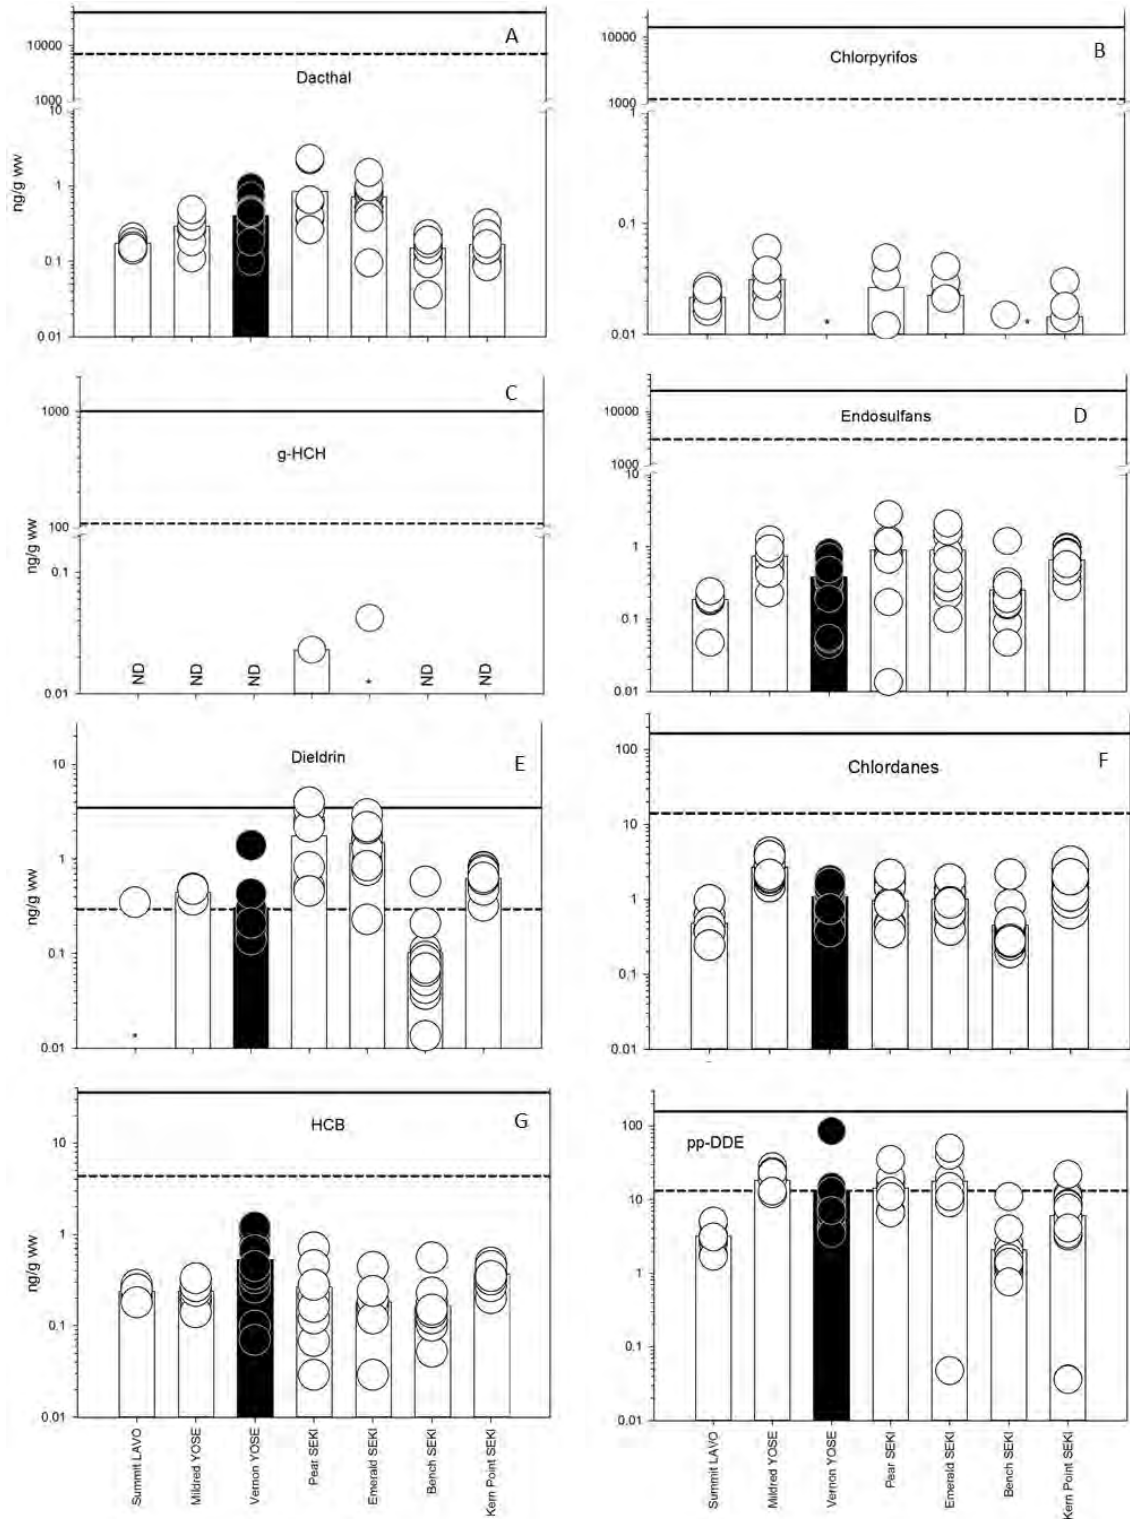 A
10000
Dacthal
1000
10
1
0.1
0.01
ng/g ww
B
10000
Chlorpyrifos
1000
1
0.1
0.01
*
*
C
1000
g-HCH
100
0.1
0.01
ng/g ww
ND
ND
ND
*
ND
ND
D
10000
Endosulfans
1000
10
1
0.1
0.01
E
Dieldrin
10
1
0.1
0.01
ng/g ww
*
F
100
Chlordanes
10
1
0.1
0.01
G
HCB
10
1
0.1
0.01
ng/g ww
Summit LAVO
Mildred YOSE
Vernon YOSE
Pear SEKI
Emerald SEKI
Bench SEKI
Kern Point SEKI
100
pp-DDE
10
1
0.1
0.01
Summit LAVO
Mildred YOSE
Vernon YOSE
Pear SEKI
Emerald SEKI
Bench SEKI
Kern Point SEKI